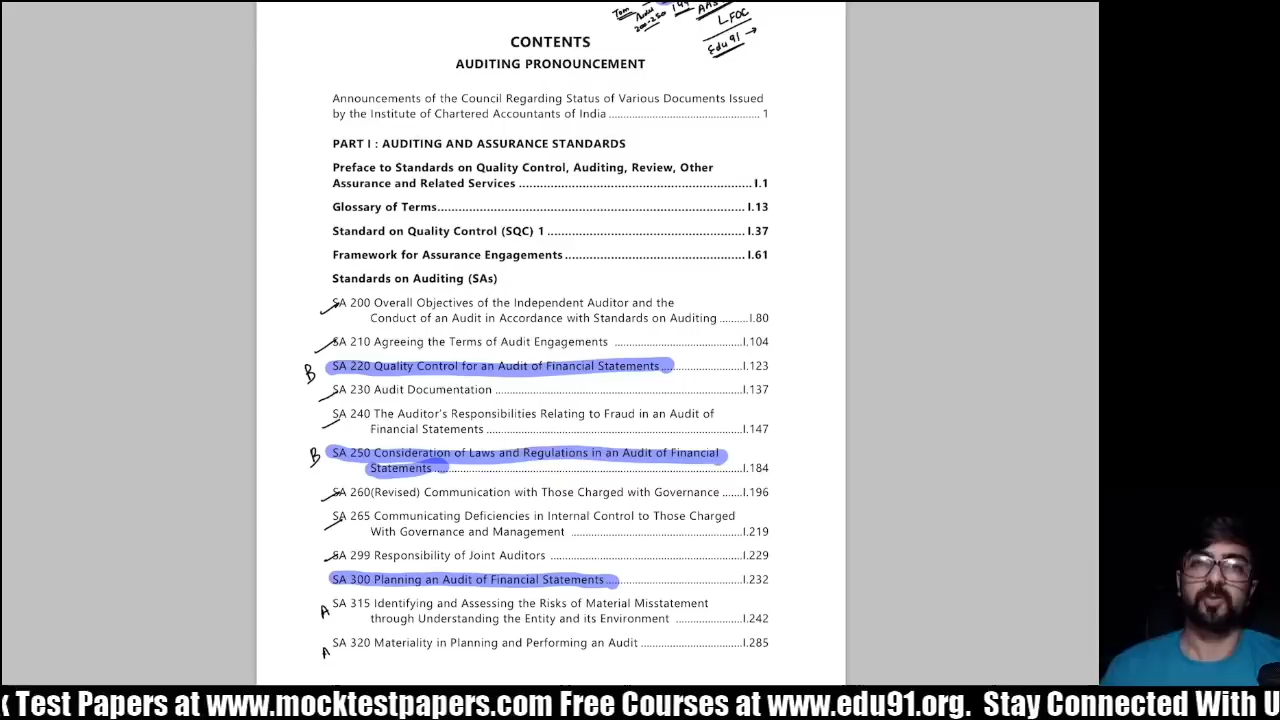 Tom
Audu
200-250
LFOC
Edu91 →
CONTENTS
AUDITING PRONOUNCEMENT
Announcements of the Council Regarding Status of Various Documents Issued
by the Institute of Chartered Accountants of India ................................................ 1
PART I : AUDITING AND ASSURANCE STANDARDS
Preface to Standards on Quality Control, Auditing, Review, Other
Assurance and Related Services ........................................................... I.1
Glossary of Terms.............................................................................. I.13
Standard on Quality Control (SQC) 1 .................................................. I.37
Framework for Assurance Engagements ............................................. I.61
Standards on Auditing (SAs)
SA 200 Overall Objectives of the Independent Auditor and the
Conduct of an Audit in Accordance with Standards on Auditing ..........I.80
SA 210 Agreeing the Terms of Audit Engagements ........................................I.104
B SA 220 Quality Control for an Audit of Financial Statements ............................I.123
SA 230 Audit Documentation .....................................................................I.137
SA 240 The Auditor's Responsibilities Relating to Fraud in an Audit of
Financial Statements .......................................................................I.147
B SA 250 Consideration of Laws and Regulations in an Audit of Financial
Statements .....................................................................................I.184
SA 260(Revised) Communication with Those Charged with Governance ......I.196
SA 265 Communicating Deficiencies in Internal Control to Those Charged
With Governance and Management ................................................I.219
SA 299 Responsibility of Joint Auditors .......................................................I.229
SA 300 Planning an Audit of Financial Statements ........................................I.232
A SA 315 Identifying and Assessing the Risks of Material Misstatement
through Understanding the Entity and its Environment ...................I.242
A SA 320 Materiality in Planning and Performing an Audit .............................I.285
k Test Papers at www.mocktestpapers.com Free Courses at www.edu91.org. Stay Connected With U